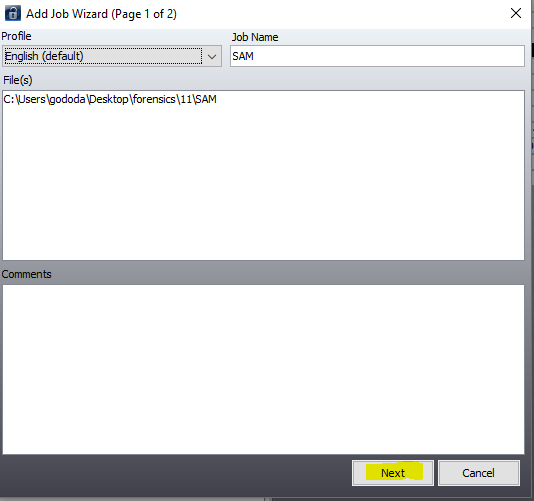 Add Job Wizard (Page 1 of 2)
Profile
Job Name
English (default)
SAM
File(s)
C:\Users\gododa\Desktop\forensics\11\SAM
Comments
Next
Cancel